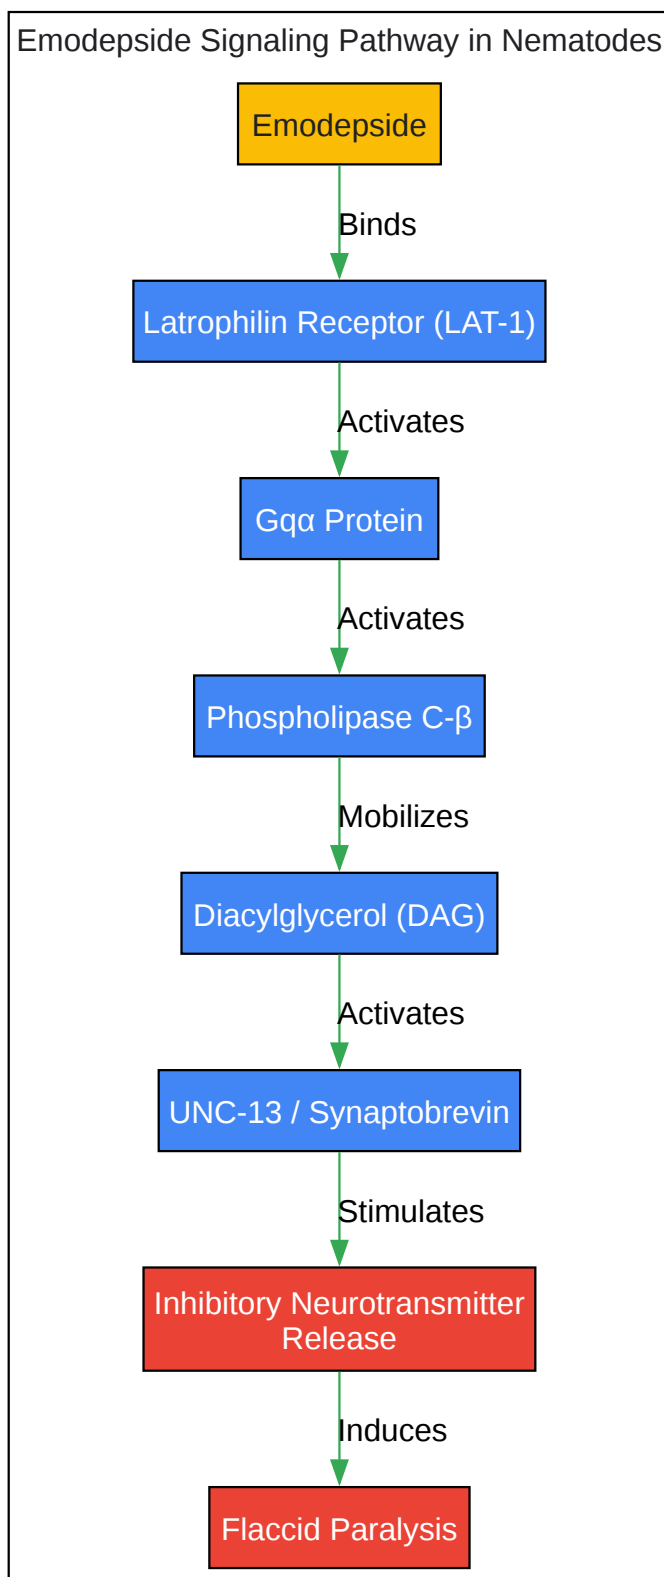 Emodepside Signaling Pathway in Nematodes
Emodepside
Binds
Latrophilin Receptor (LAT-1)
Activates
Gqα Protein
Activates
Phospholipase C-β
Mobilizes
Diacylglycerol (DAG)
Activates
UNC-13 / Synaptobrevin
Stimulates
Inhibitory Neurotransmitter
Release
Induces
Flaccid Paralysis